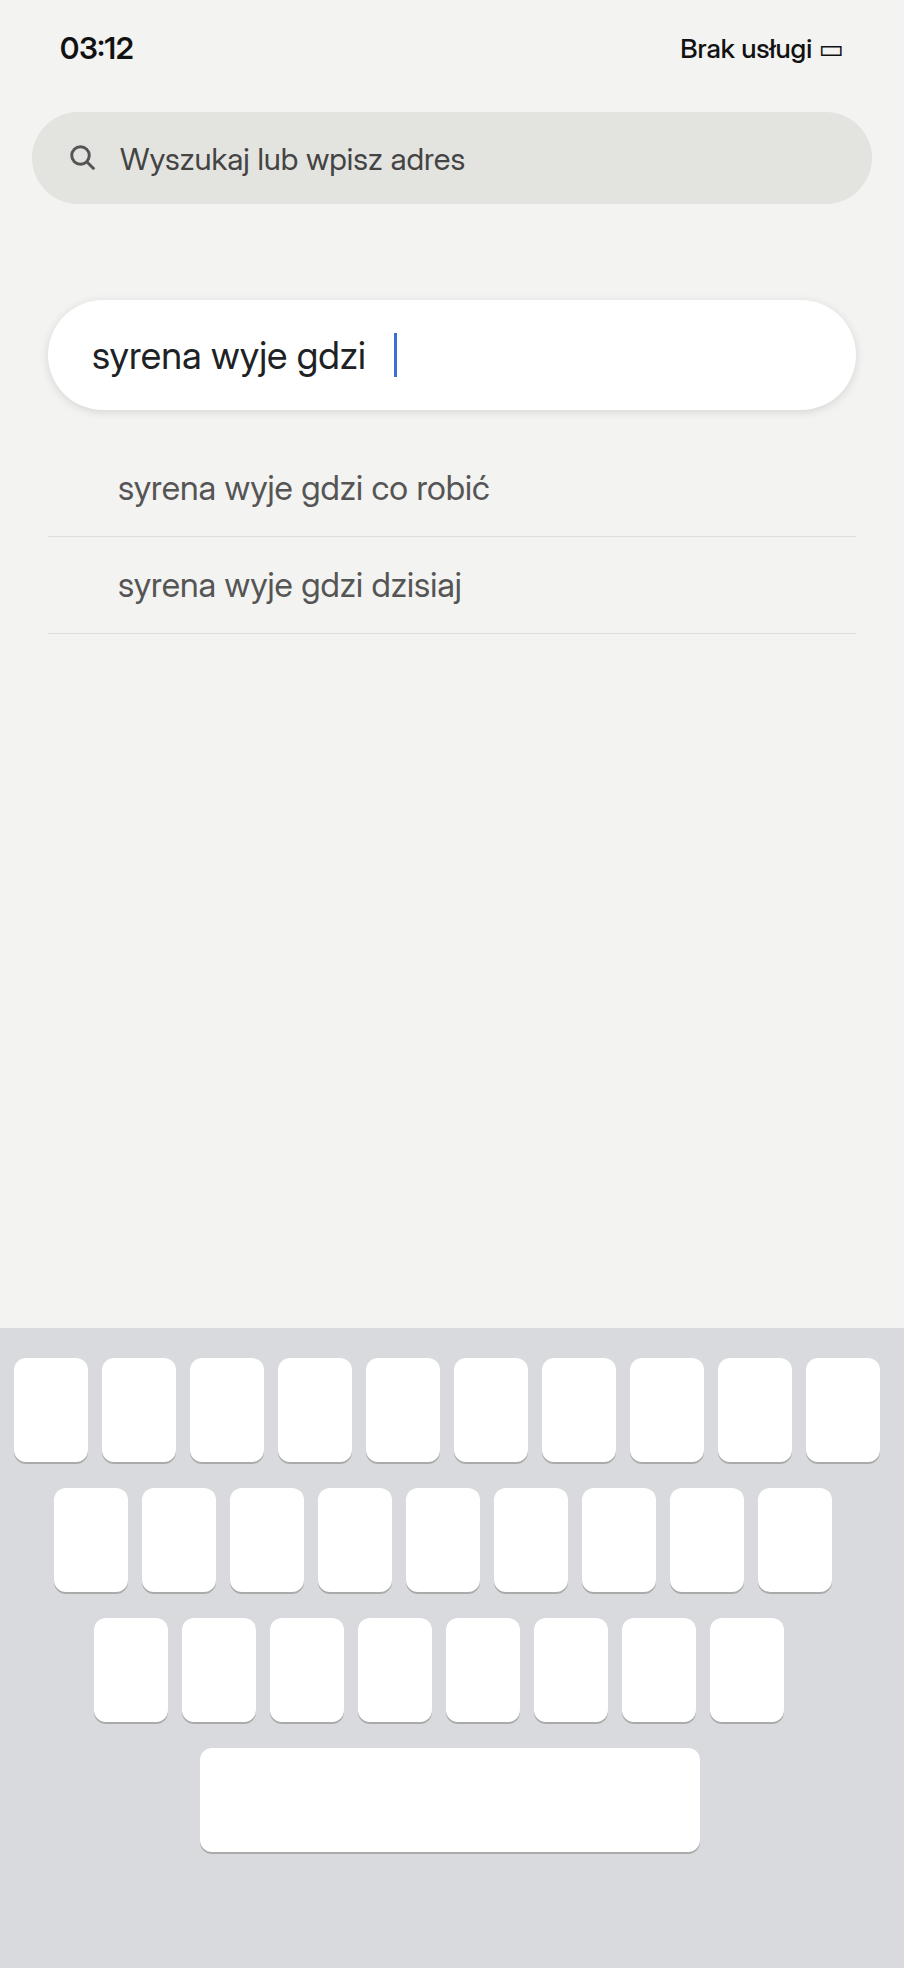 03:12 Brak usługi
Wyszukaj lub wpisz adres
syrena wyje gdzi
syrena wyje gdzi co robić
syrena wyje gdzi dzisiaj